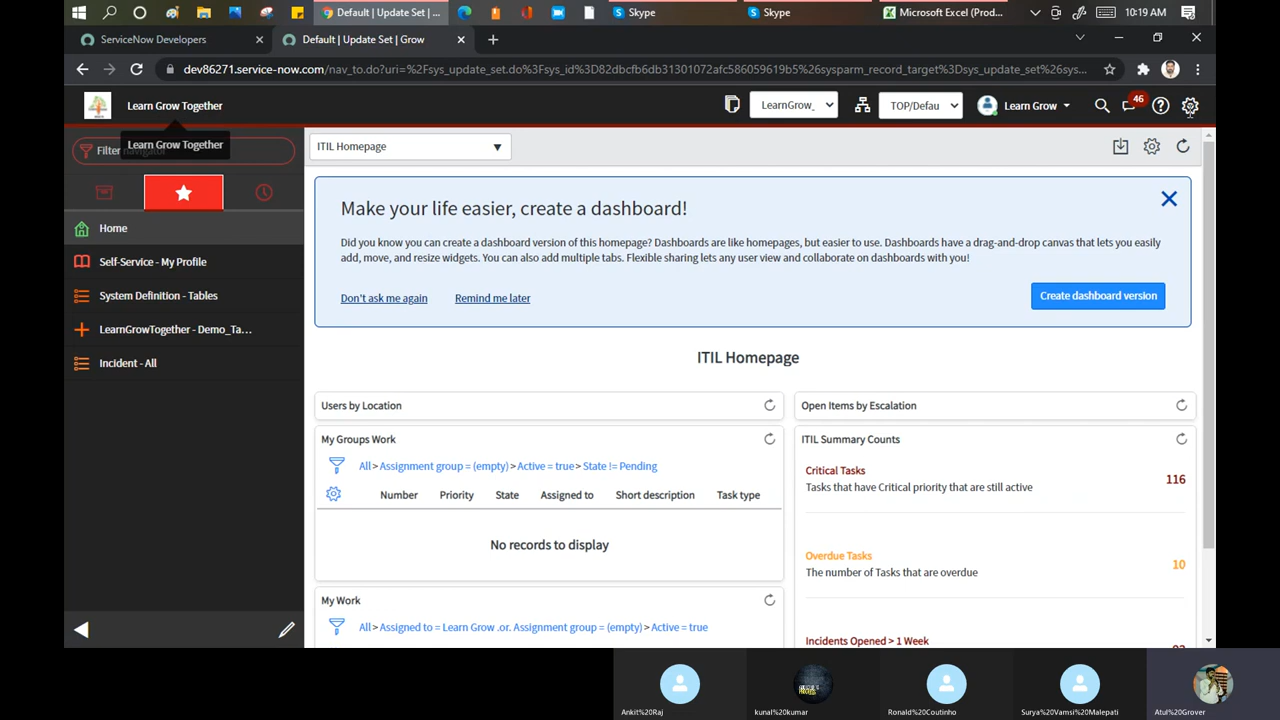 Default | Update Set | ...
Skype
Skype
Microsoft Excel (Prod...
10:19 AM
ServiceNow Developers
Default | Update Set | Grow
dev86271.service-now.com/nav_to.do?uri=%2Fsys_update_set.do%3Fsys_id%3D82dbcfb6db31301072afc586059619b5%26sysparm_record_target%3Dsys_update_set%26sys...
Learn Grow Together
LearnGrow_
TOP/Defau
Learn Grow
46
Learn Grow Together
Filter navigator
ITIL Homepage
Home
Self-Service - My Profile
System Definition - Tables
LearnGrowTogether - Demo_Ta...
Incident - All
Make your life easier, create a dashboard!
Did you know you can create a dashboard version of this homepage? Dashboards are like homepages, but easier to use. Dashboards have a drag-and-drop canvas that lets you easily
add, move, and resize widgets. You can also add multiple tabs. Flexible sharing lets any user view and collaborate on dashboards with you!
Don't ask me again
Remind me later
Create dashboard version
ITIL Homepage
Users by Location
My Groups Work
All > Assignment group = (empty) > Active = true > State != Pending
Number Priority State Assigned to Short description Task type
No records to display
My Work
All > Assigned to = Learn Grow .or. Assignment group = (empty) > Active = true
Open Items by Escalation
ITIL Summary Counts
Critical Tasks
Tasks that have Critical priority that are still active
116
Overdue Tasks
The number of Tasks that are overdue
10
Incidents Opened > 1 Week
Ankit%20Raj
kunal%20kumar
Ronald%20Coutinho
Surya%20Vamsi%20Malepati
Atul%20Grover